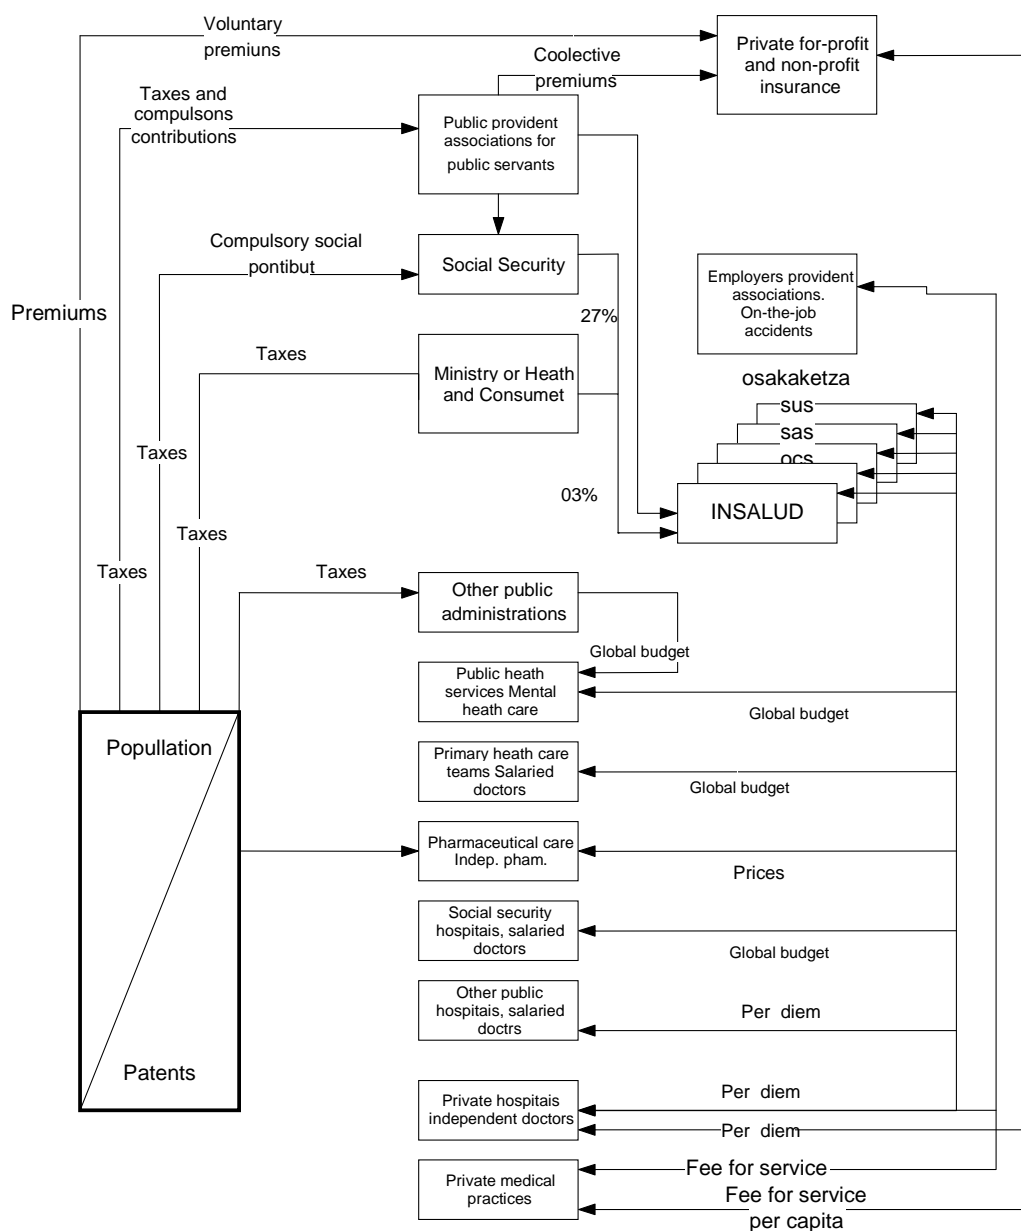 Voluntary
premiuns
Private for-profit
and non-profit
insurance
Coolective
premiums
Taxes and
compulsons
contributions
Public provident
associations for
public servants
Compulsory social
pontibut
Social Security
Employers provident
associations.
On-the-job
accidents
Premiums
27%
Taxes
Ministry or Heath
and Consumet
osakaketza
sus
sas
ocs
Taxes
03%
INSALUD
Taxes
Taxes
Taxes
Other public
administrations
Global budget
Public heath
services Mental
heath care
Global budget
Popullation
Primary heath care
teams Salaried
doctors
Global budget
Pharmaceutical care
Indep. pham.
Prices
Social security
hospitais, salaried
doctors
Global budget
Other public
hospitais, salaried
doctrs
Per diem
Patents
Private hospitais
independent doctors
Per diem
Per diem
Private medical
practices
Fee for service
Fee for service
per capita